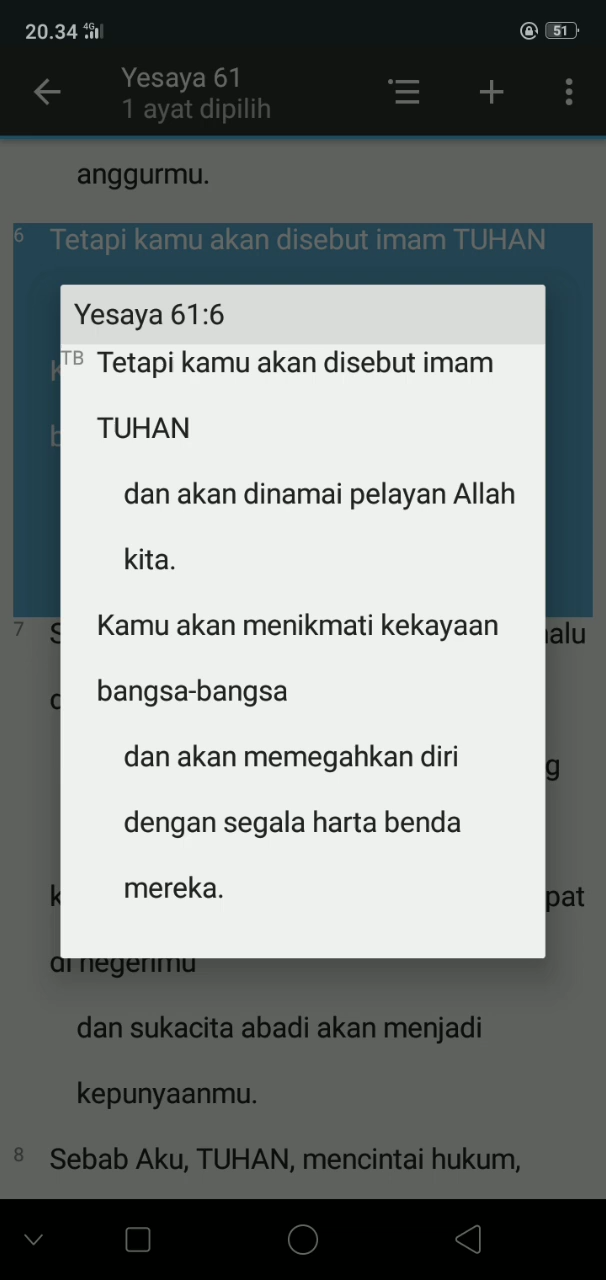 20.34 4G 51
Yesaya 61
1 ayat dipilih
anggurmu.
6 Tetapi kamu akan disebut imam TUHAN
Yesaya 61:6
TB Tetapi kamu akan disebut imam
TUHAN
dan akan dinamai pelayan Allah
kita.
Kamu akan menikmati kekayaan
bangsa-bangsa
dan akan memegahkan diri
dengan segala harta benda
mereka.
7
di negerimu
dan sukacita abadi akan menjadi
kepunyaanmu.
8 Sebab Aku, TUHAN, mencintai hukum,